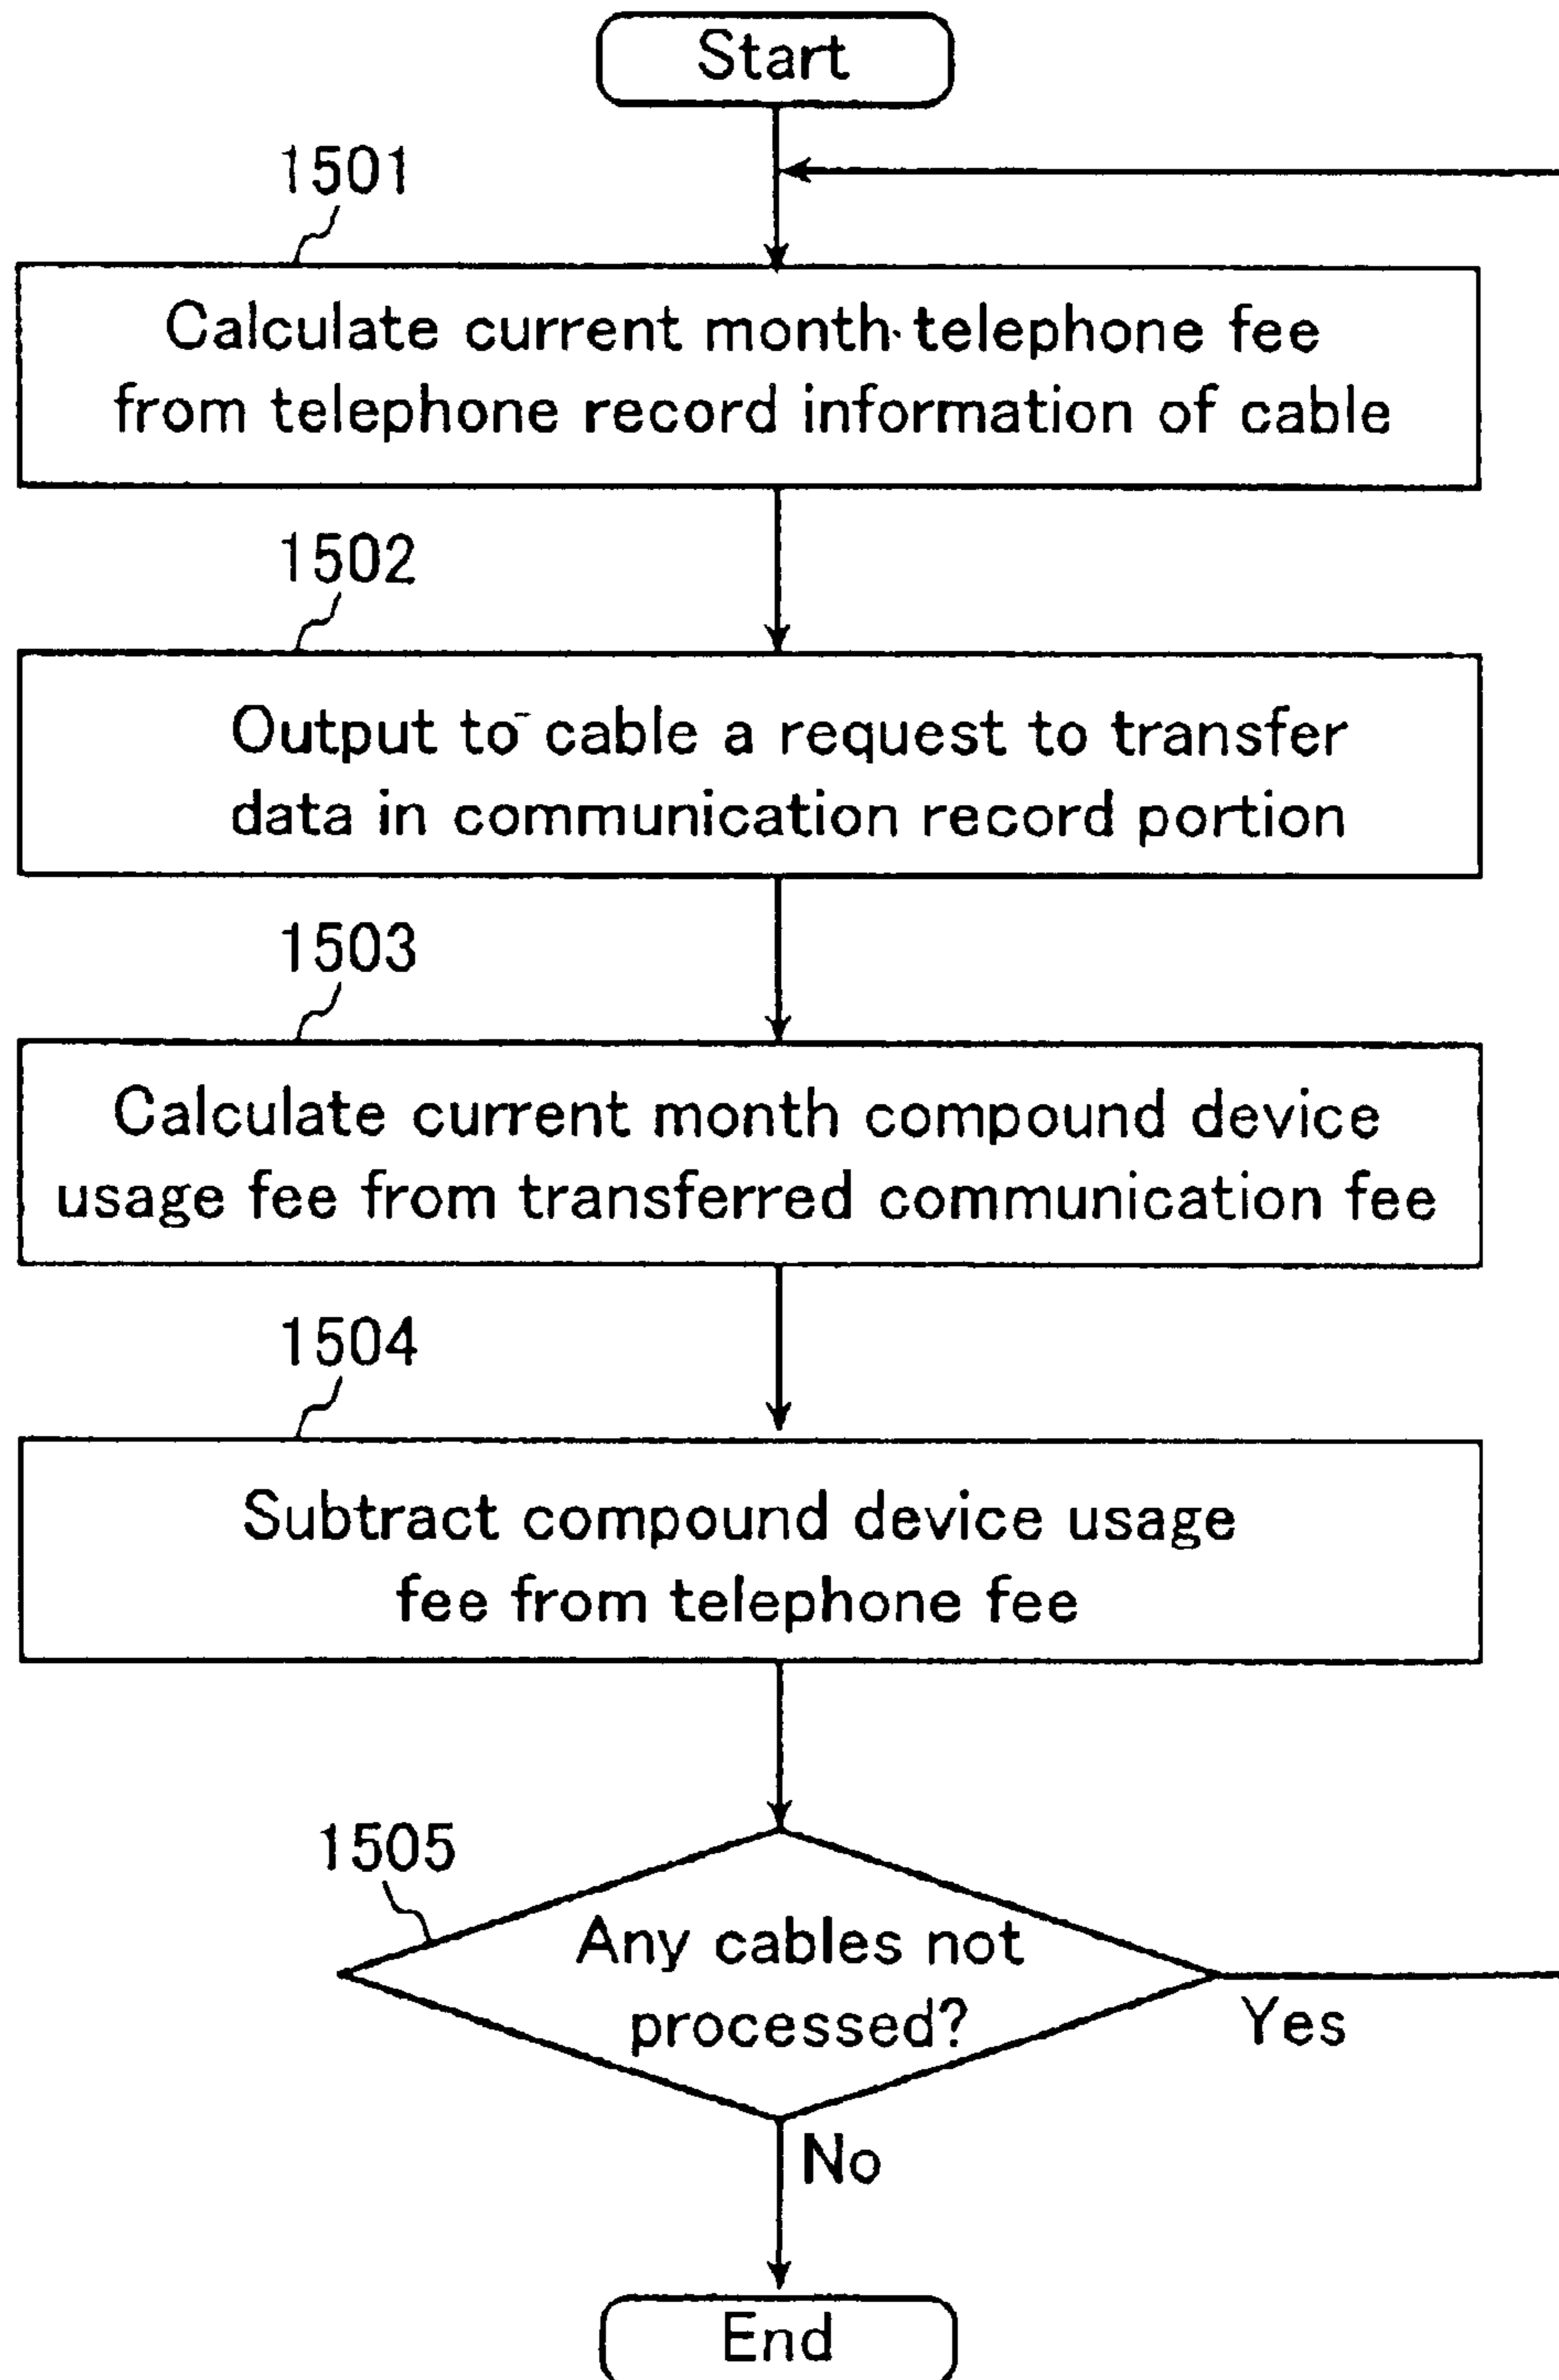 Start
1501
Calculate current month telephone fee
from telephone record information of cable
1502
Output to cable a request to transfer
data in communication record portion
1503
Calculate current month compound device
usage fee from transferred communication fee
1504
Subtract compound device usage
fee from telephone fee
1505
Any cables not
processed?
Yes
No
End